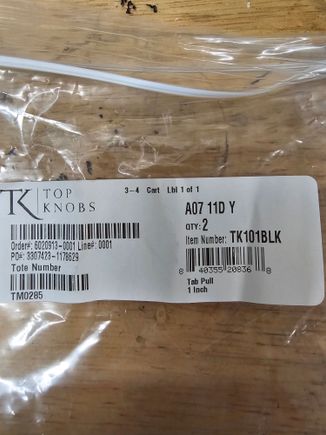 TK TOP KNOBS
3-4 Cart Lbl 1 of 1
A07 11D Y
QTY: 2
Item Number: TK101BLK
8 40355 20836 8
Tab Pull
1 Inch
Order#: 6020913-0001 Line#: 0001
PO#: 3307423-1178629
Tote Number
TM0285